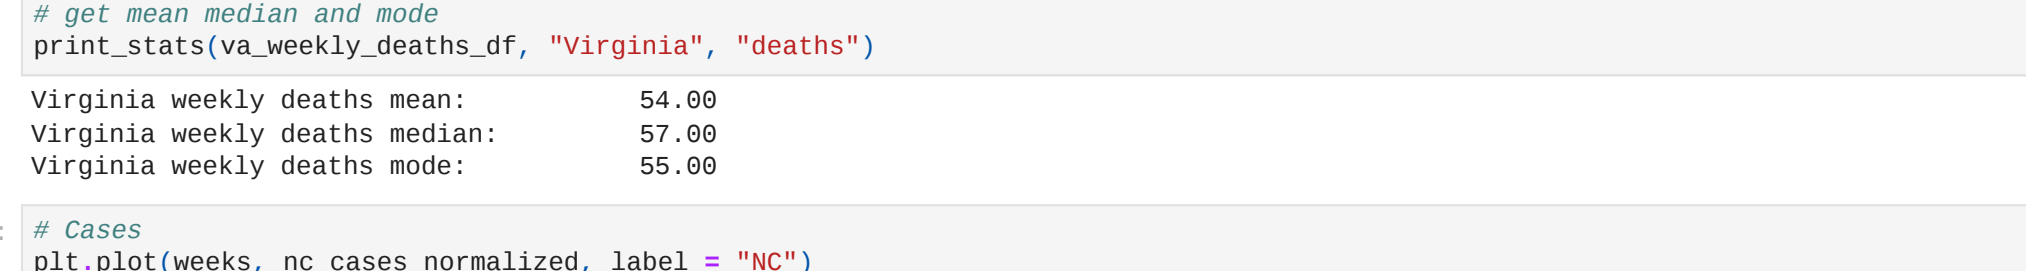 # get mean median and mode
print_stats(va_weekly_deaths_df, "Virginia", "deaths")
Virginia weekly deaths mean: 54.00
Virginia weekly deaths median: 57.00
Virginia weekly deaths mode: 55.00
: # Cases
plt.plot(weeks, nc_cases_normalized, label = "NC")